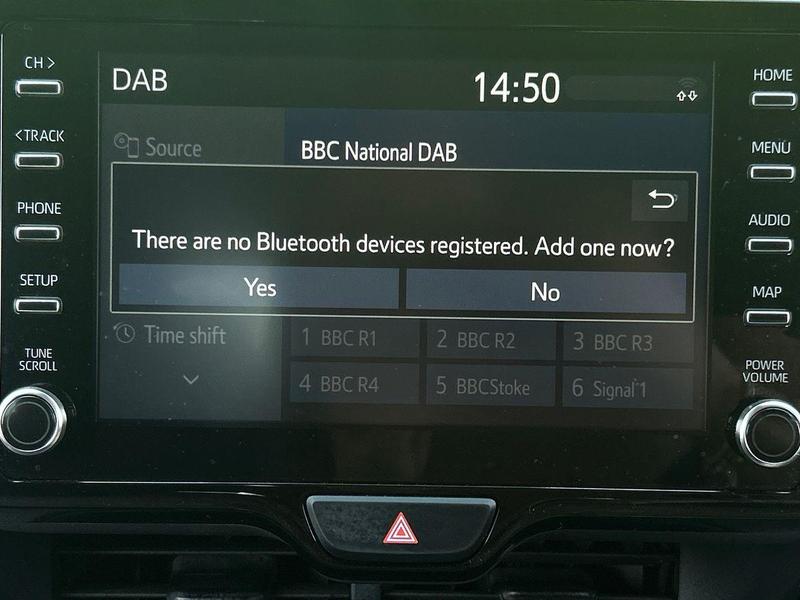 CH >
<TRACK
PHONE
SETUP
TUNE
SCROLL
DAB
14:50
Source
BBC National DAB
There are no Bluetooth devices registered. Add one now?
Yes
No
Time shift
1 BBC R1
2 BBC R2
3 BBC R3
4 BBC R4
5 BBCStoke
6 Signal 1
HOME
MENU
AUDIO
MAP
POWER
VOLUME